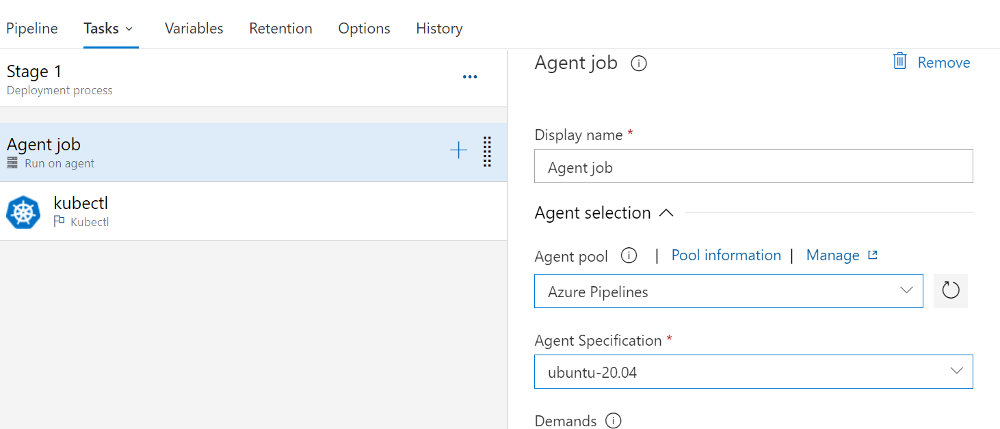 Pipeline Tasks Variables Retention Options History
Stage 1
Deployment process
Agent job
Run on agent
kubectl
Kubectl
Agent job Remove
Display name *
Agent job
Agent selection
Agent pool | Pool information | Manage
Azure Pipelines
Agent Specification *
ubuntu-20.04
Demands